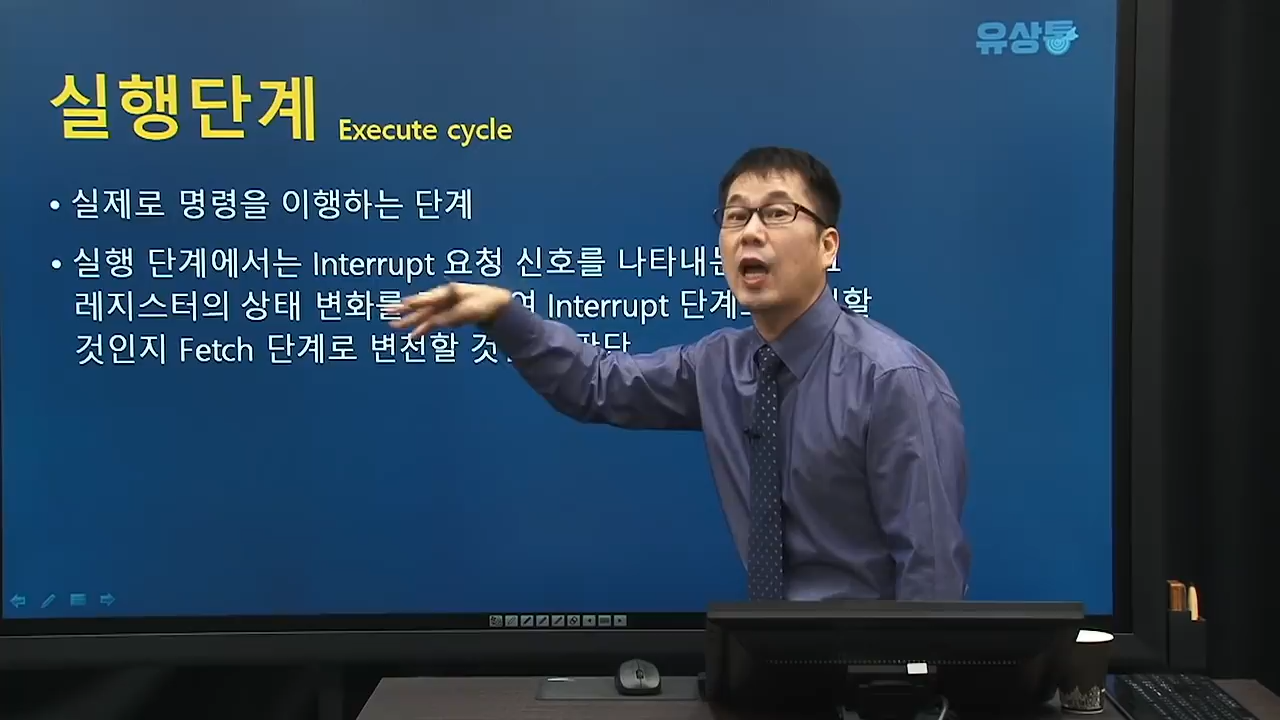 유상통
실행단계 Execute cycle
• 실제로 명령을 이행하는 단계
• 실행 단계에서는 Interrupt 요청 신호를 나타내는
레지스터의 상태 변화를 Interrupt 단계로
것인지 Fetch 단계로 변천할 판단